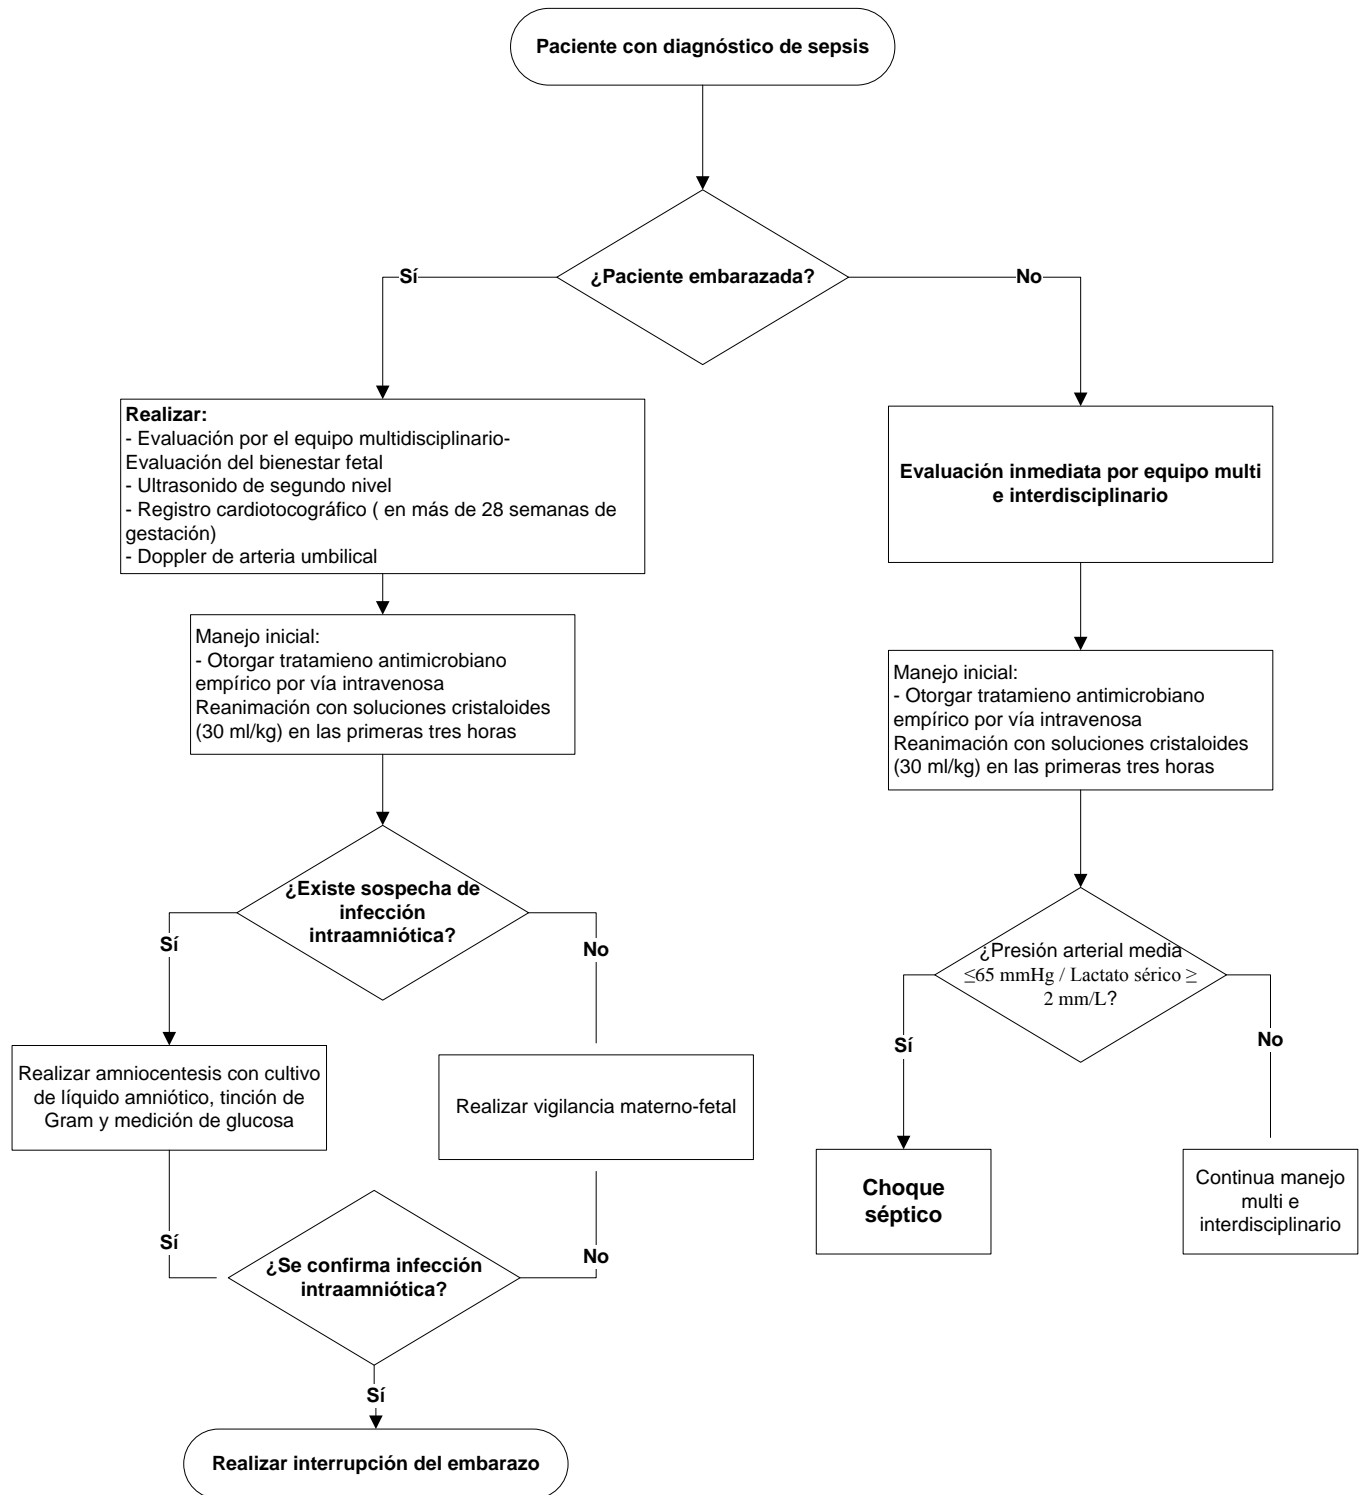 Paciente con diagnóstico de sepsis
¿Paciente embarazada?
Sí
No
Realizar:
- Evaluación por el equipo multidisciplinario-
Evaluación del bienestar fetal
- Ultrasonido de segundo nivel
- Registro cardiotocográfico ( en más de 28 semanas de
gestación)
- Doppler de arteria umbilical
Evaluación inmediata por equipo multi
e interdisciplinario
Manejo inicial:
- Otorgar tratamieno antimicrobiano
empírico por vía intravenosa
Reanimación con soluciones cristaloides
(30 ml/kg) en las primeras tres horas
Manejo inicial:
- Otorgar tratamieno antimicrobiano
empírico por vía intravenosa
Reanimación con soluciones cristaloides
(30 ml/kg) en las primeras tres horas
¿Existe sospecha de
infección
intraamniótica?
Sí
No
¿Presión arterial media
≤65 mmHg / Lactato sérico ≥
2 mm/L?
Sí
No
Realizar amniocentesis con cultivo
de líquido amniótico, tinción de
Gram y medición de glucosa
Realizar vigilancia materno-fetal
Choque
séptico
Continua manejo
multi e
interdisciplinario
Sí
¿Se confirma infección
intraamniótica?
No
Sí
Realizar interrupción del embarazo